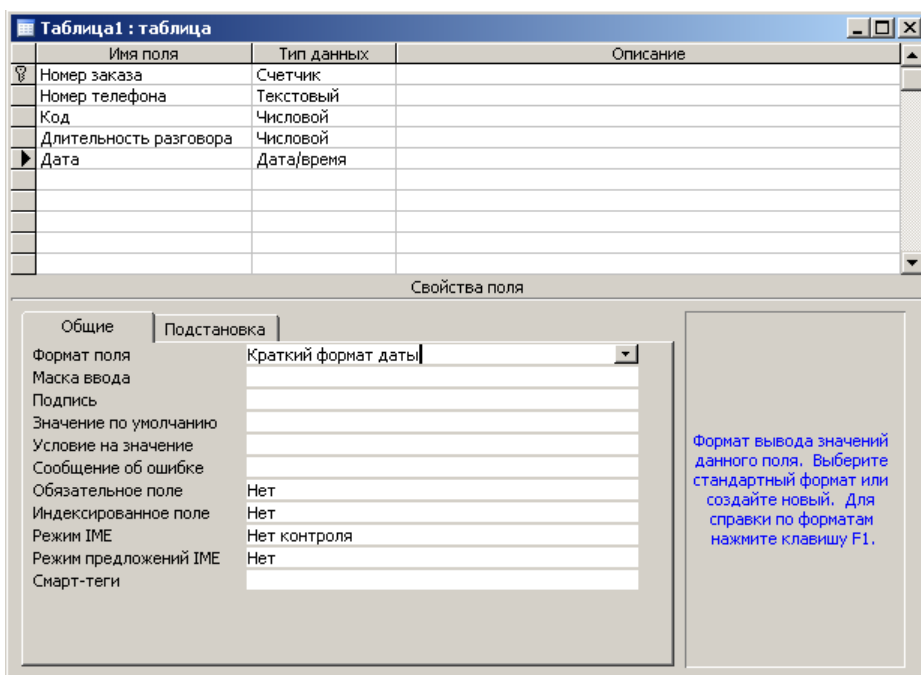 Таблица1 : таблица
Имя поля Тип данных Описание
Номер заказа Счетчик
Номер телефона Текстовый
Код Числовой
Длительность разговора Числовой
Дата Дата/время
Свойства поля
Общие Подстановка
Формат поля Краткий формат даты
Маска ввода
Подпись
Значение по умолчанию
Условие на значение
Сообщение об ошибке
Обязательное поле Нет
Индексированное поле Нет
Режим IME Нет контроля
Режим предложений IME Нет
Смарт-теги
Формат вывода значений
данного поля. Выберите
стандартный формат или
создайте новый. Для
справки по форматам
нажмите клавишу F1.